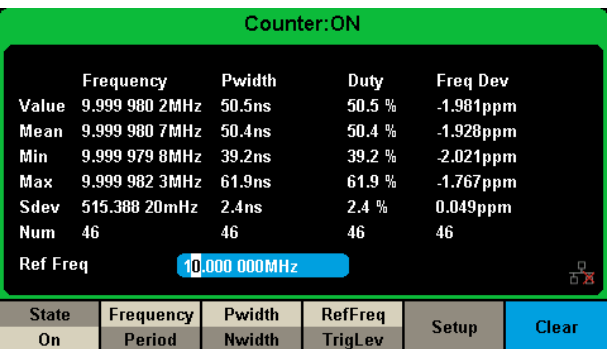 Counter:ON
Frequency Pwidth Duty Freq Dev
Value 9.999 980 2MHz 50.5ns 50.5 % -1.981ppm
Mean 9.999 980 7MHz 50.4ns 50.4 % -1.928ppm
Min 9.999 979 8MHz 39.2ns 39.2 % -2.021ppm
Max 9.999 982 3MHz 61.9ns 61.9 % -1.767ppm
Sdev 515.388 20mHz 2.4ns 2.4 % 0.049ppm
Num 46 46 46 46
Ref Freq 10.000 000MHz
State Frequency Pwidth RefFreq Setup Clear
On Period Nwidth TrigLev